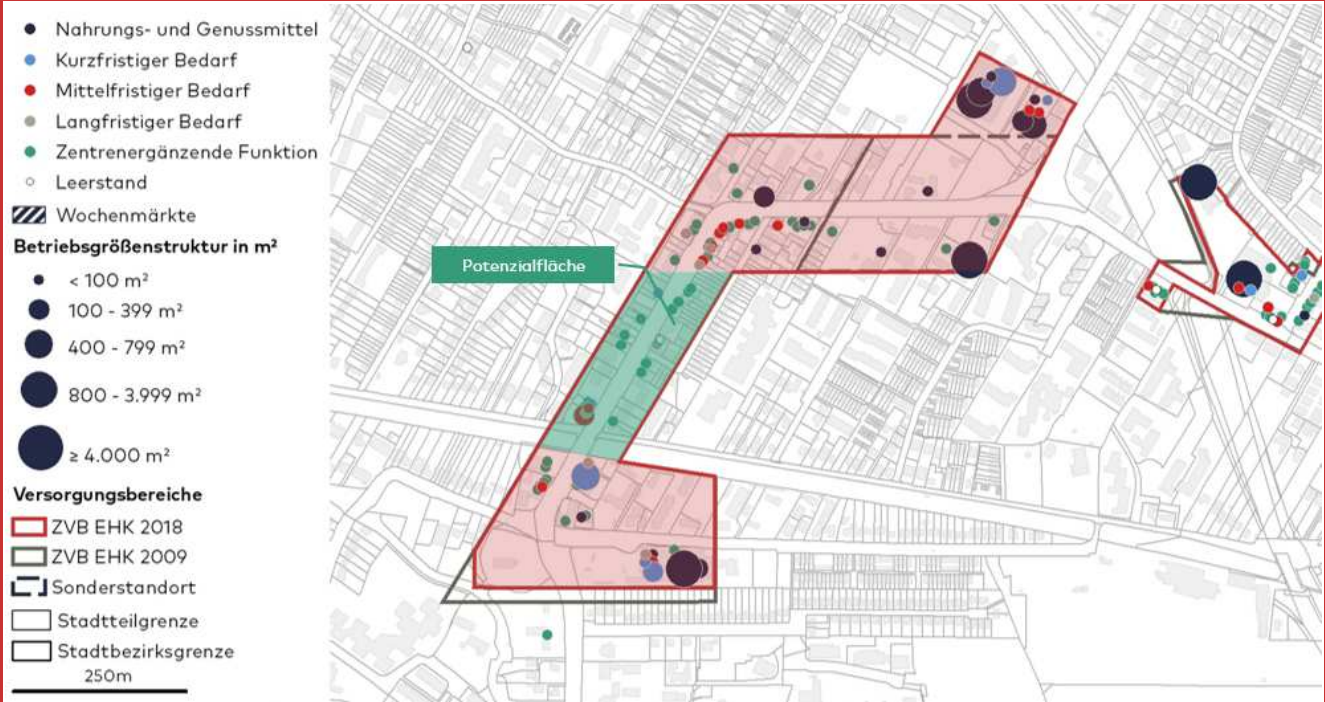 Nahrungs- und Genussmittel
Kurzfristiger Bedarf
Mittelfristiger Bedarf
Langfristiger Bedarf
Zentrenergänzende Funktion
Leerstand
Wochenmärkte
Betriebsgrößenstruktur in m²
< 100 m²
100 - 399 m²
400 - 799 m²
800 - 3.999 m²
≥ 4.000 m²
Versorgungsbereiche
ZVB EHK 2018
ZVB EHK 2009
Sonderstandort
Stadtteilgrenze
Stadtbezirksgrenze
250m
Potenzialfläche